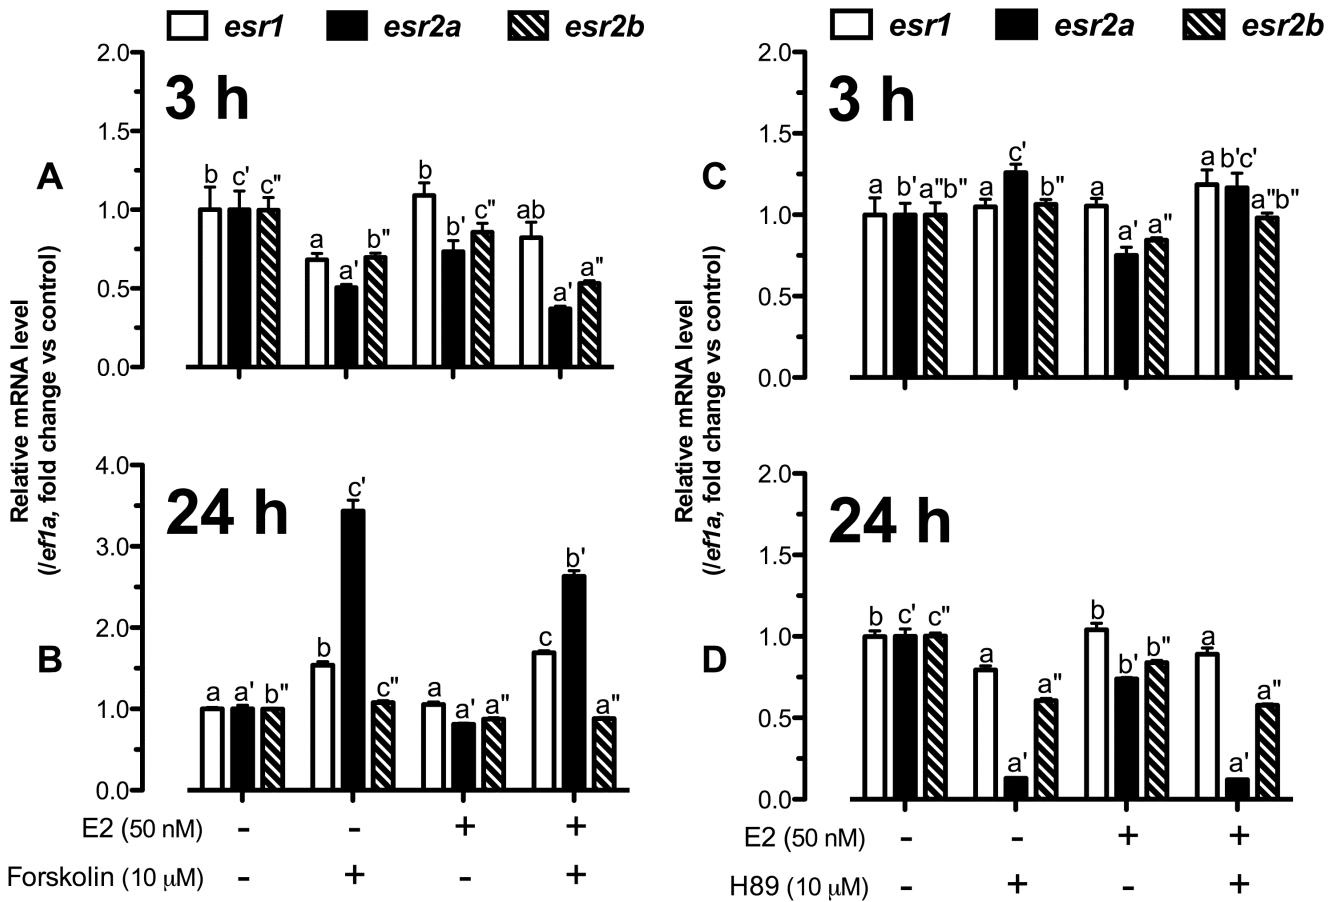 esr1 esr2a esr2b
2.0
1.5
1.0
0.5
0.0
3 h
A
b c' c"
a a' b"
b b' c"
ab a' a"
Relative mRNA level
(/ef1a, fold change vs control)
4.0
3.0
2.0
1.0
0.0
24 h
B
a a' b"
b c' c"
a a' a"
c b' a"
E2 (50 nM) - - + +
Forskolin (10 μM) - + - +
esr1 esr2a esr2b
2.0
1.5
1.0
0.5
0.0
3 h
C
a b' a"b"
a c' b"
a a' a"
a b'c' a"b"
Relative mRNA level
(/ef1a, fold change vs control)
2.0
1.5
1.0
0.5
0.0
24 h
D
b c' c"
a a' a"
b b' b"
a a' a"
E2 (50 nM) - - + +
H89 (10 μM) - + - +